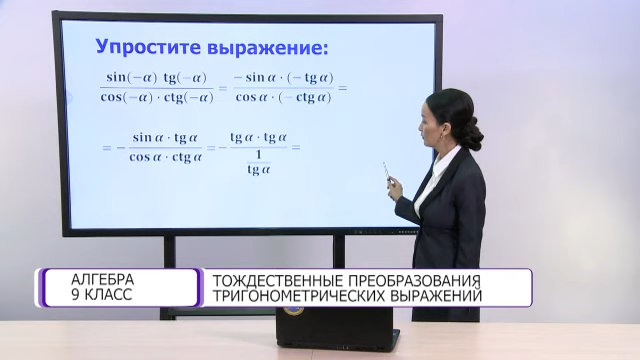 Упростите выражение:
sin(−α) tg(−α) / cos(−α) · ctg(−α) = − sin α · (− tg α) / cos α · (− ctg α) =
= − sin α · tg α / cos α · ctg α = − tg α · tg α / 1 / tg α =
АЛГЕБРА
9 КЛАСС
ТОЖДЕСТВЕННЫЕ ПРЕОБРАЗОВАНИЯ
ТРИГОНОМЕТРИЧЕСКИХ ВЫРАЖЕНИЙ